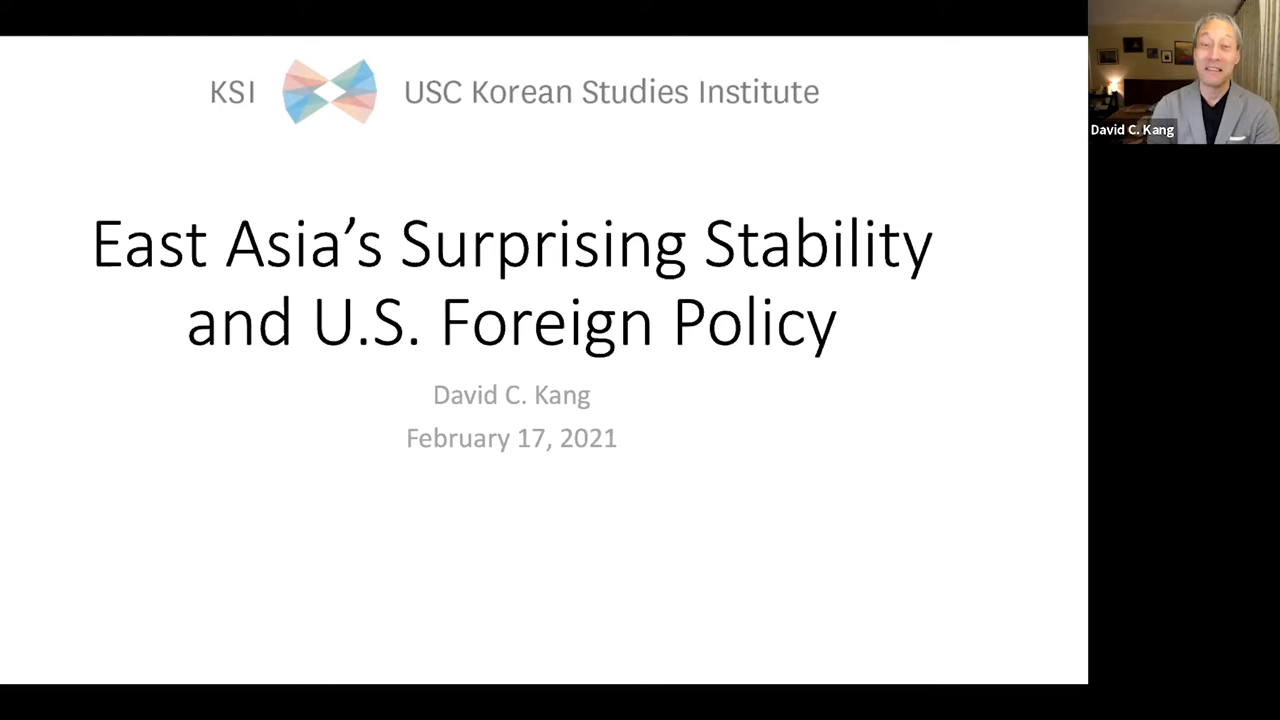 KSI USC Korean Studies Institute
East Asia’s Surprising Stability
and U.S. Foreign Policy
David C. Kang
February 17, 2021
David C. Kang